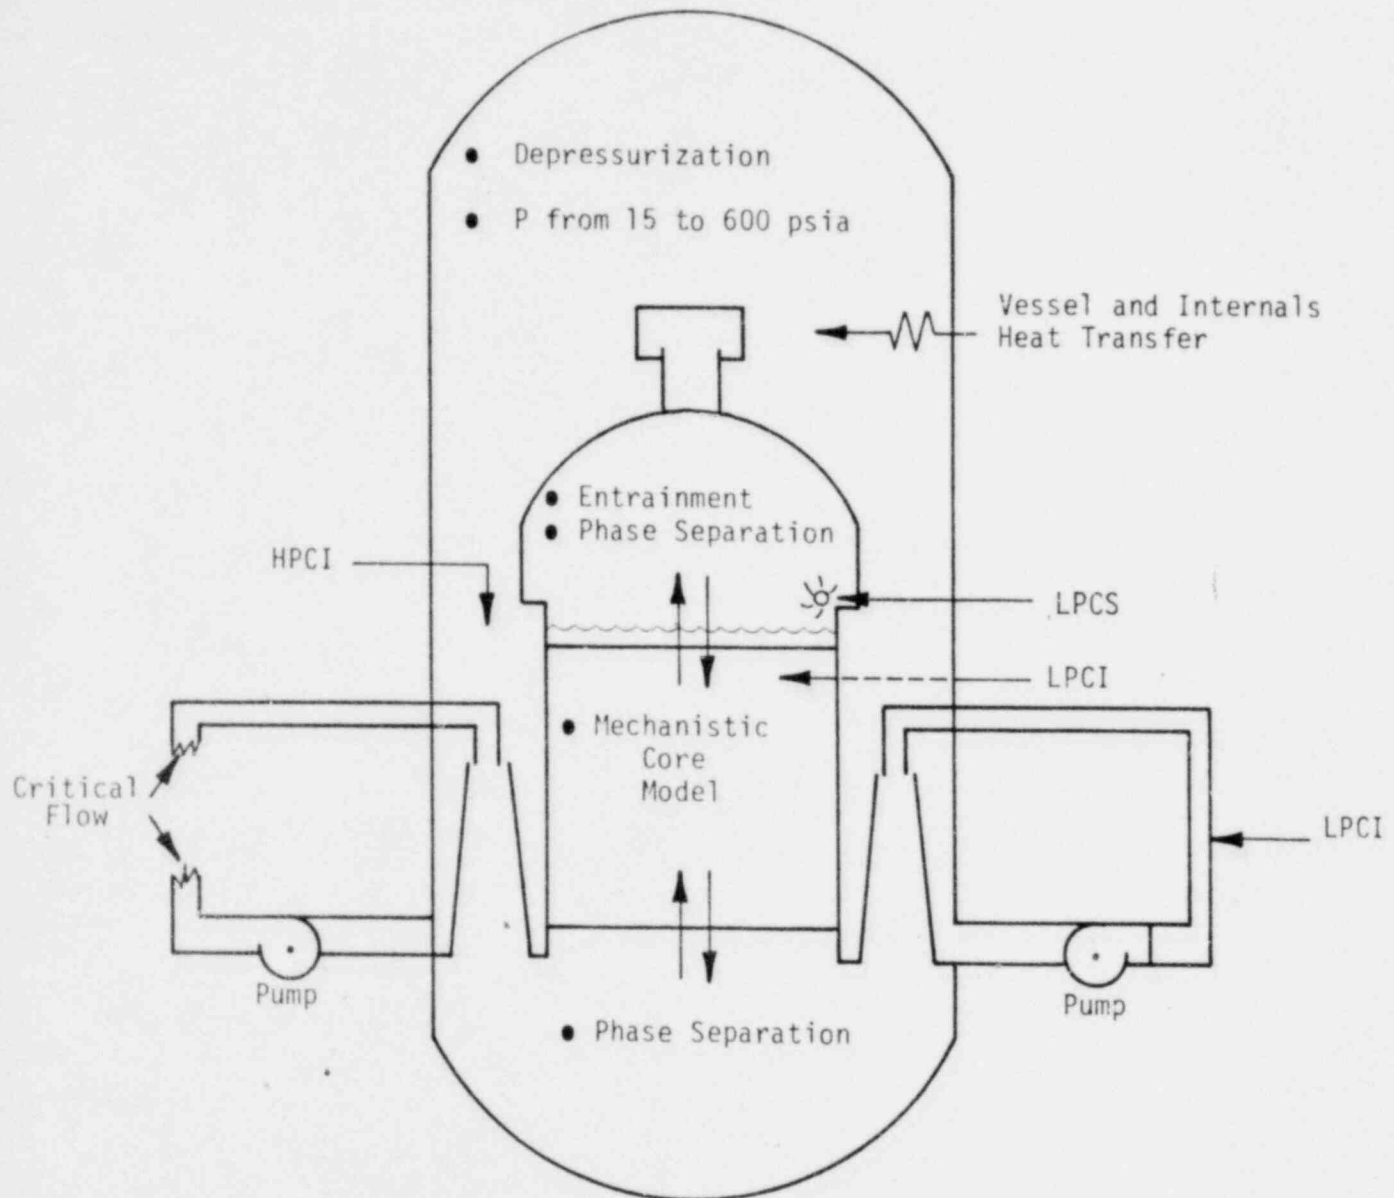 • Depressurization
• P from 15 to 600 psia
Vessel and Internals
Heat Transfer
• Entrainment
• Phase Separation
HPCI
LPCS
LPCI
• Mechanistic
Core
Model
Critical
Flow
LPCI
Pump
Pump
• Phase Separation